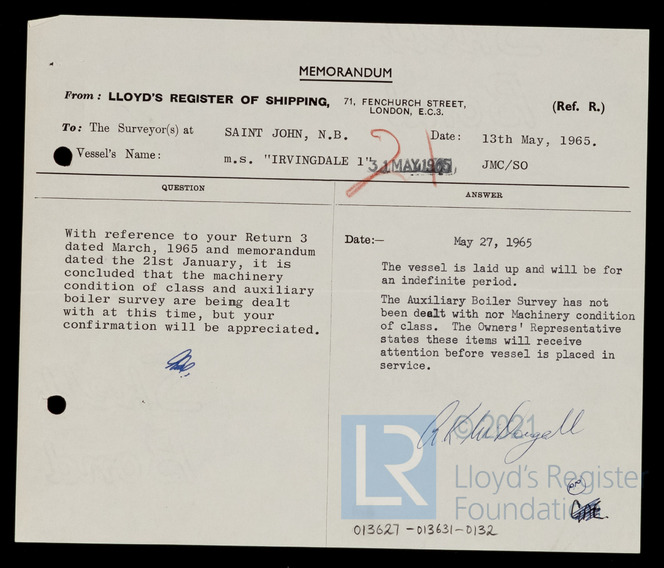 MEMORANDUM
From: LLOYD'S REGISTER OF SHIPPING, 71, FENCHURCH STREET, LONDON, E.C.3. (Ref. R.)
To: The Surveyor(s) at SAINT JOHN, N.B. Date: 13th May, 1965.
Vessel's Name: m.s. "IRVINGDALE 1" 31 MAY 1965 JMC/SO
21
QUESTION
With reference to your Return 3
dated March, 1965 and memorandum
dated the 21st January, it is
concluded that the machinery
condition of class and auxiliary
boiler survey are being dealt
with at this time, but your
confirmation will be appreciated.
ANSWER
Date:— May 27, 1965
The vessel is laid up and will be for
an indefinite period.
The Auxiliary Boiler Survey has not
been dealt with nor Machinery condition
of class. The Owners' Representative
states these items will receive
attention before vessel is placed in
service.
© 2021
LR
Lloyd's Register
Foundation
013627-013631-0132